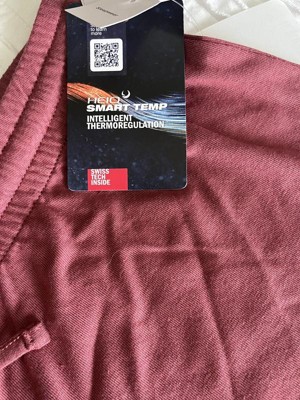 to learn
more
HEIQ
SMART TEMP
INTELLIGENT
THERMOREGULATION
SWISS
TECH
INSIDE